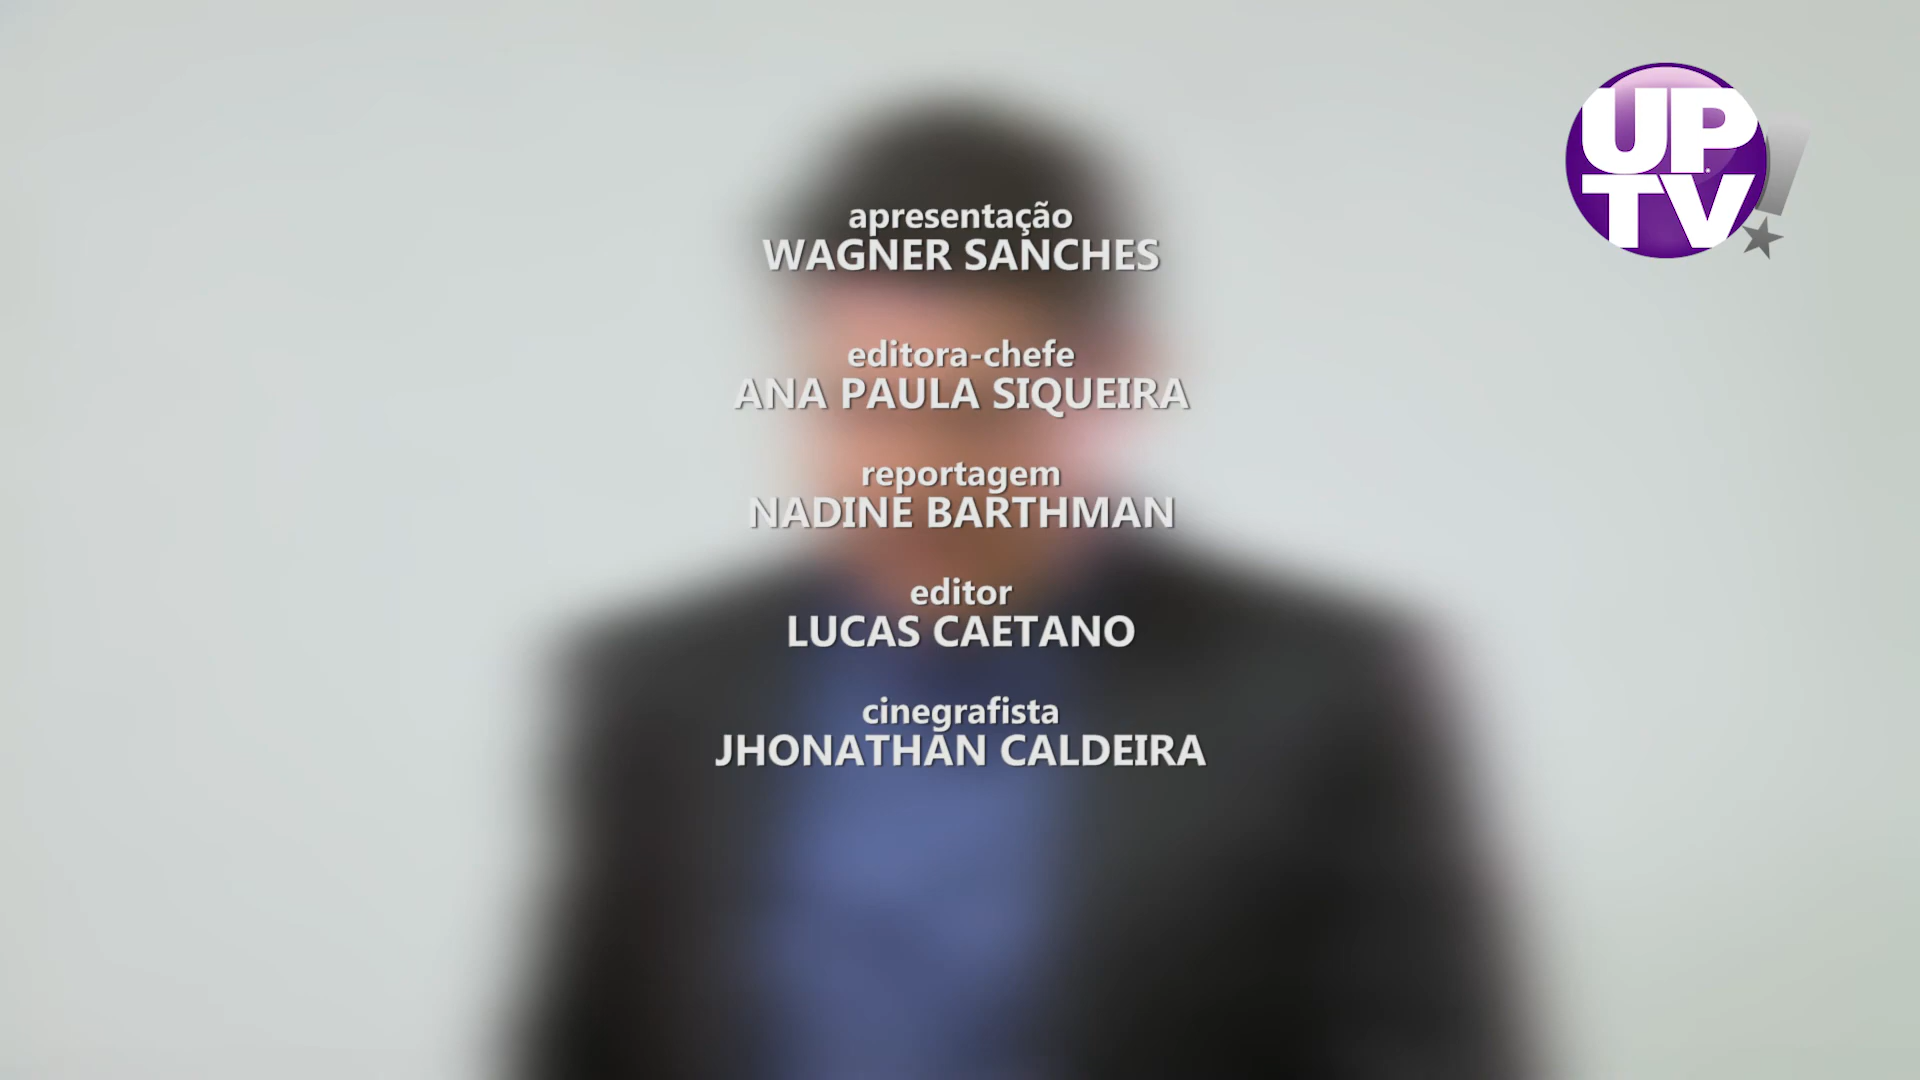 UP
TV!
apresentação
WAGNER SANCHES
editora-chefe
ANA PAULA SIQUEIRA
reportagem
NADINE BARTHMAN
editor
LUCAS CAETANO
cinegrafista
JHONATHAN CALDEIRA